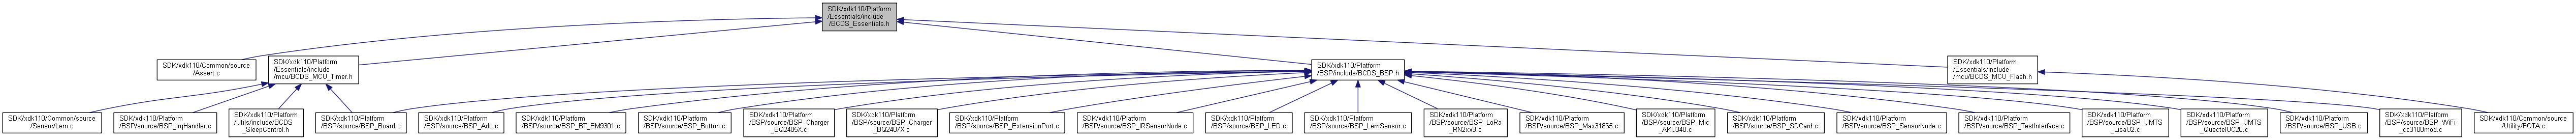 SDK/xdk110/Platform
/Essentials/include
/BCDS_Essentials.h
SDK/xdk110/Common/source
/Assert.c
SDK/xdk110/Platform
/Essentials/include
/mcu/BCDS_MCU_Timer.h
SDK/xdk110/Platform
/BSP/include/BCDS_BSP.h
SDK/xdk110/Platform
/Essentials/include
/mcu/BCDS_MCU_Flash.h
SDK/xdk110/Common/source
/Sensor/Lem.c
SDK/xdk110/Platform
/BSP/source/BSP_IrqHandler.c
SDK/xdk110/Platform
/Utils/include/BCDS
_SleepControl.h
SDK/xdk110/Platform
/BSP/source/BSP_Board.c
SDK/xdk110/Platform
/BSP/source/BSP_Adc.c
SDK/xdk110/Platform
/BSP/source/BSP_BT_EM9301.c
SDK/xdk110/Platform
/BSP/source/BSP_Button.c
SDK/xdk110/Platform
/BSP/source/BSP_Charger
_BQ2405X.c
SDK/xdk110/Platform
/BSP/source/BSP_Charger
_BQ2407X.c
SDK/xdk110/Platform
/BSP/source/BSP_ExtensionPort.c
SDK/xdk110/Platform
/BSP/source/BSP_IRSensorNode.c
SDK/xdk110/Platform
/BSP/source/BSP_LED.c
SDK/xdk110/Platform
/BSP/source/BSP_LemSensor.c
SDK/xdk110/Platform
/BSP/source/BSP_LoRa
_RN2xx3.c
SDK/xdk110/Platform
/BSP/source/BSP_Max31865.c
SDK/xdk110/Platform
/BSP/source/BSP_Mic
_AKU340.c
SDK/xdk110/Platform
/BSP/source/BSP_SDCard.c
SDK/xdk110/Platform
/BSP/source/BSP_SensorNode.c
SDK/xdk110/Platform
/BSP/source/BSP_TestInterface.c
SDK/xdk110/Platform
/BSP/source/BSP_UMTS
_LisaU2.c
SDK/xdk110/Platform
/BSP/source/BSP_UMTS
_QuectelUC20.c
SDK/xdk110/Platform
/BSP/source/BSP_USB.c
SDK/xdk110/Platform
/BSP/source/BSP_WiFi
_cc3100mod.c
SDK/xdk110/Common/source
/Utility/FOTA.c